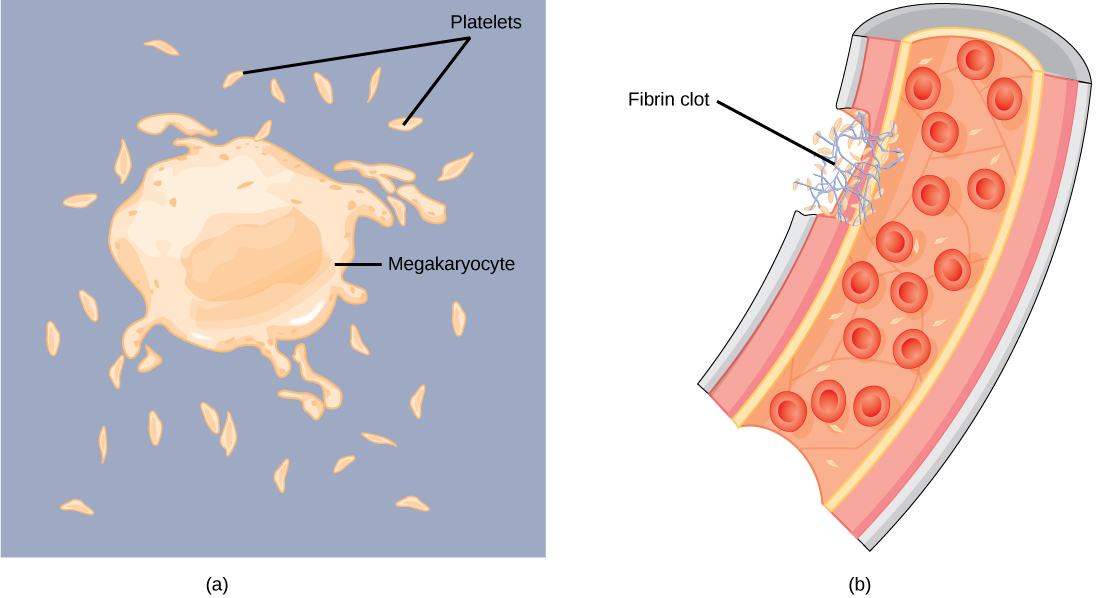 Platelets
Megakaryocyte
Fibrin clot
(a)
(b)